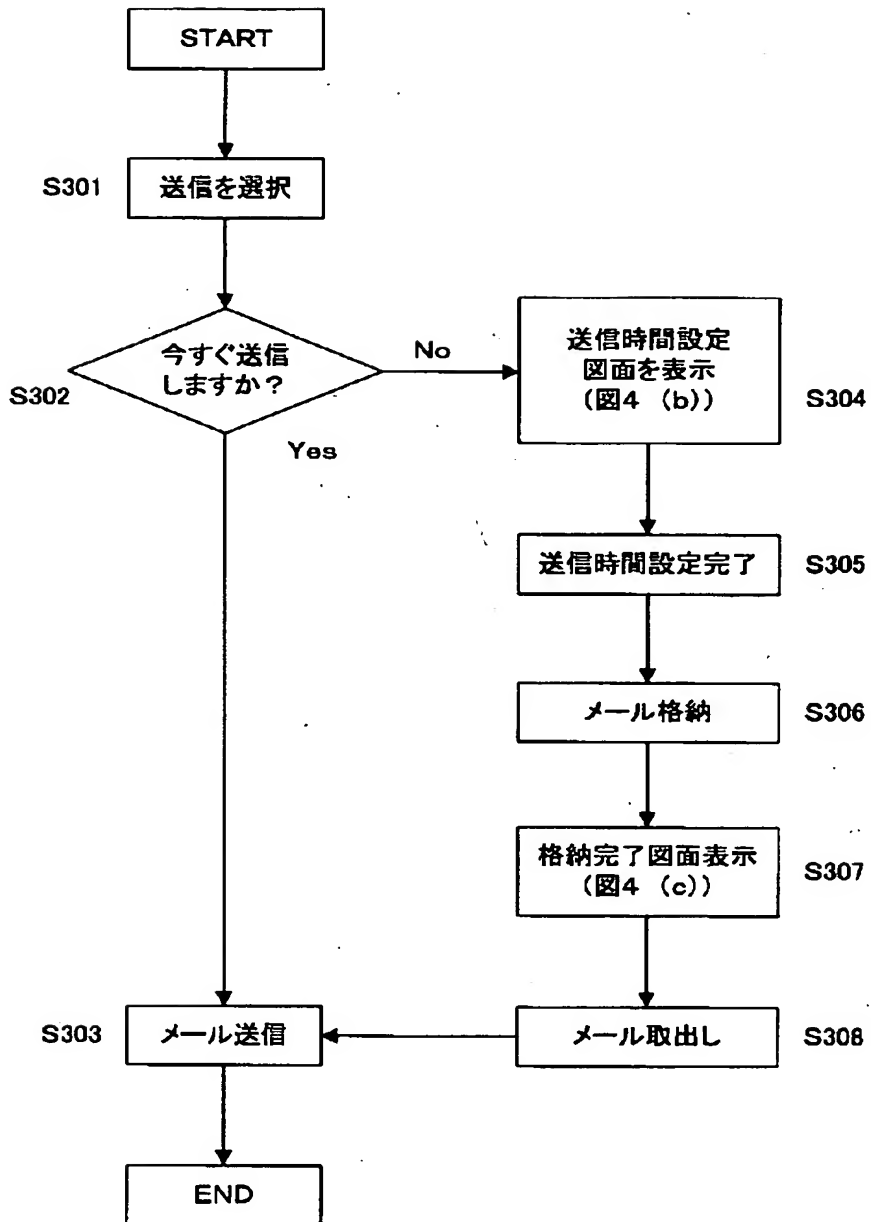 START
S301
送信を選択
S302
今すぐ送信
しますか？
No
Yes
送信時間設定
図面を表示
(図4 (b))
S304
送信時間設定完了
S305
メール格納
S306
格納完了図面表示
(図4 (c))
S307
S303
メール送信
メール取出し
S308
END